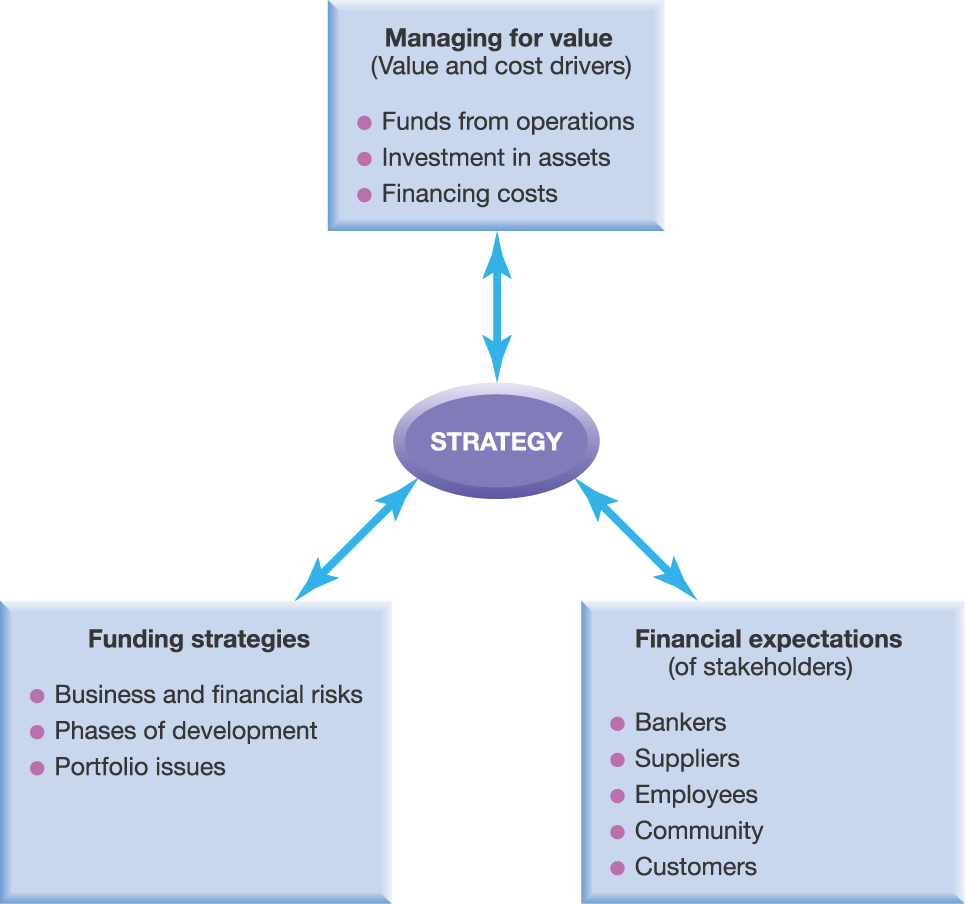 Managing for value
(Value and cost drivers)
Funds from operations
Investment in assets
Financing costs
STRATEGY
Funding strategies
Business and financial risks
Phases of development
Portfolio issues
Financial expectations
(of stakeholders)
Bankers
Suppliers
Employees
Community
Customers